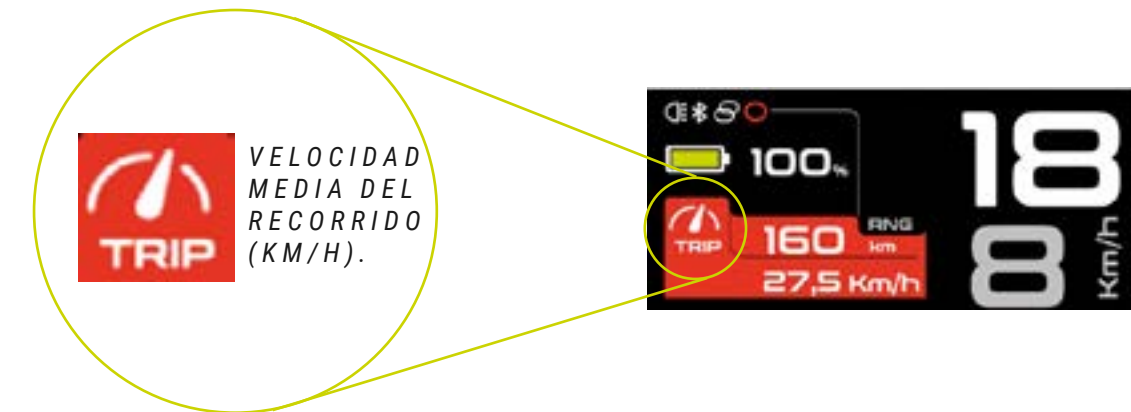 TRIP
VELOCIDAD
MEDIA DEL
RECORRIDO
(KM/H).
100%
TRIP
160
RNG
km
27,5 Km/h
18
8
Km/h